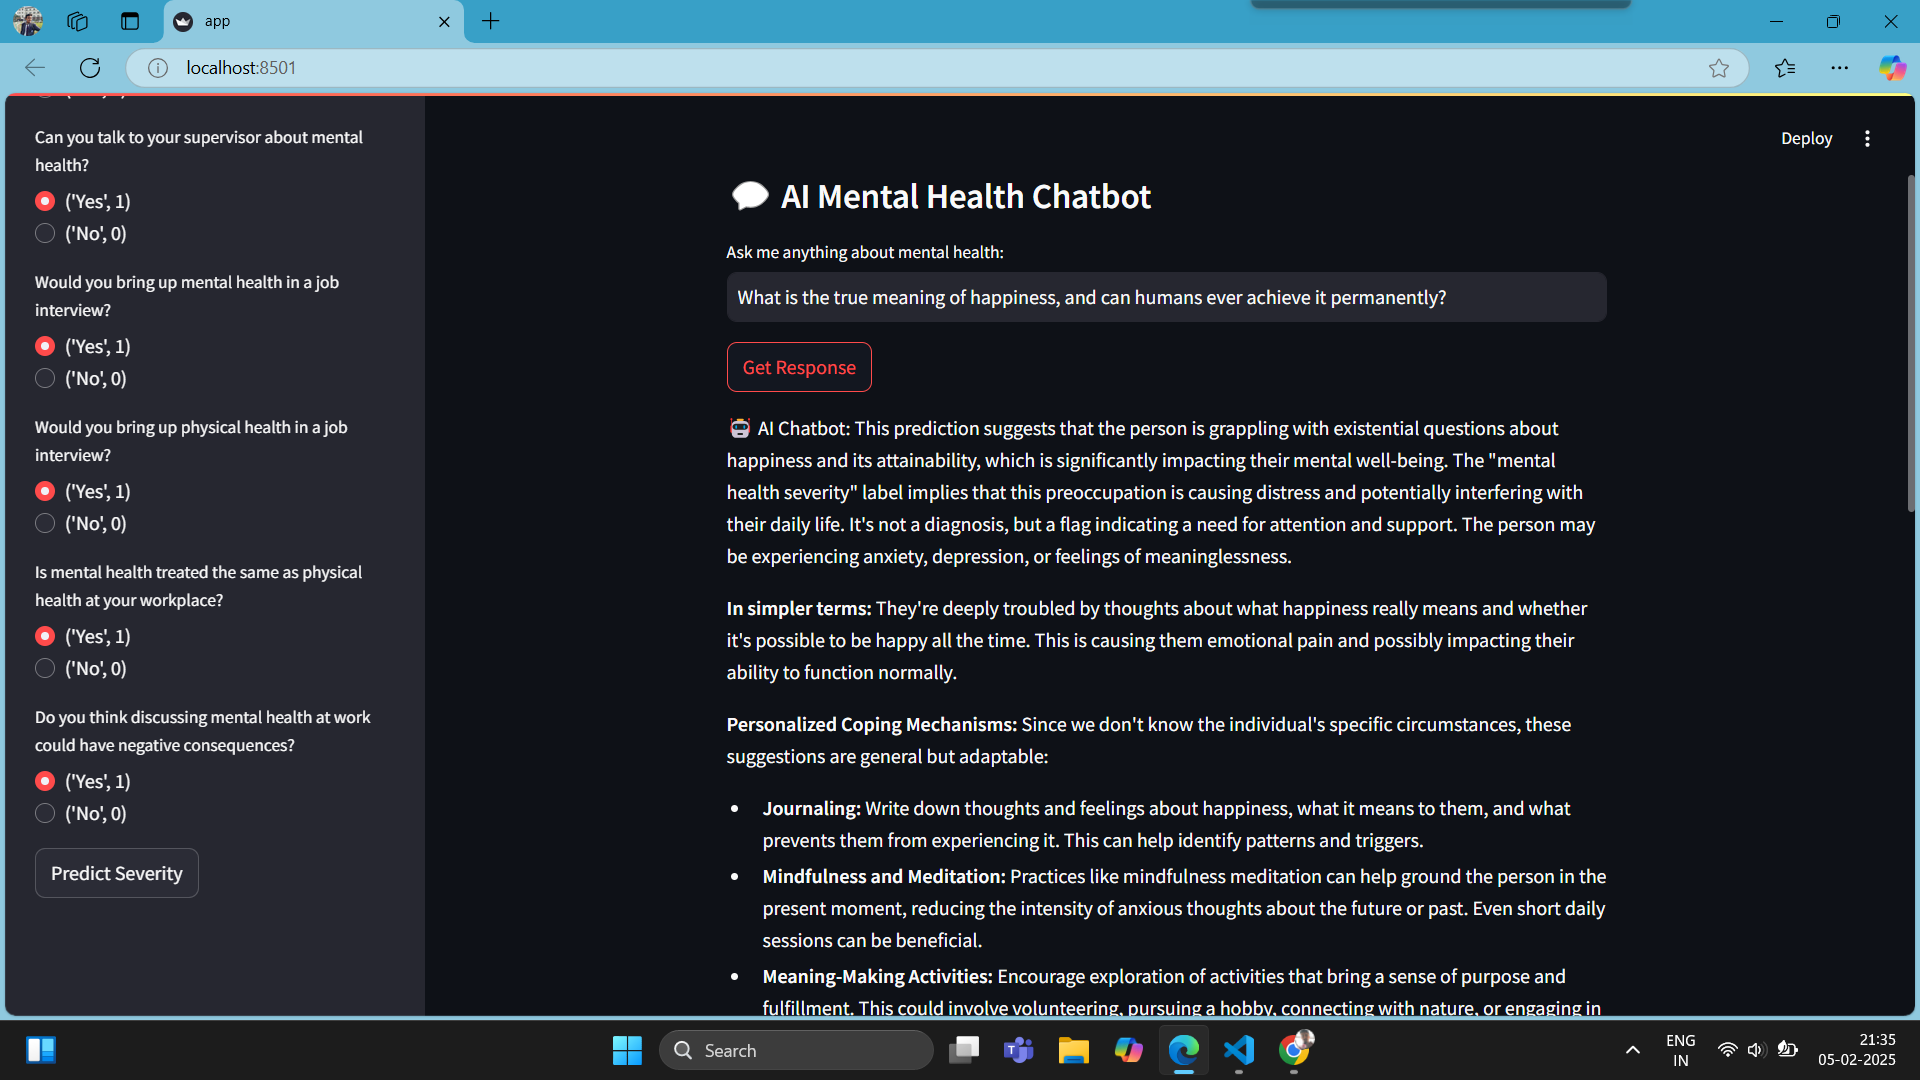 app
localhost:8501
Can you talk to your supervisor about mental
health?
('Yes', 1)
('No', 0)
Would you bring up mental health in a job
interview?
('Yes', 1)
('No', 0)
Would you bring up physical health in a job
interview?
('Yes', 1)
('No', 0)
Is mental health treated the same as physical
health at your workplace?
('Yes', 1)
('No', 0)
Do you think discussing mental health at work
could have negative consequences?
('Yes', 1)
('No', 0)
Predict Severity
Deploy
💬 AI Mental Health Chatbot
Ask me anything about mental health:
What is the true meaning of happiness, and can humans ever achieve it permanently?
Get Response
🤖 AI Chatbot: This prediction suggests that the person is grappling with existential questions about
happiness and its attainability, which is significantly impacting their mental well-being. The "mental
health severity" label implies that this preoccupation is causing distress and potentially interfering with
their daily life. It's not a diagnosis, but a flag indicating a need for attention and support. The person may
be experiencing anxiety, depression, or feelings of meaninglessness.
In simpler terms: They're deeply troubled by thoughts about what happiness really means and whether
it's possible to be happy all the time. This is causing them emotional pain and possibly impacting their
ability to function normally.
Personalized Coping Mechanisms: Since we don't know the individual's specific circumstances, these
suggestions are general but adaptable:
• Journaling: Write down thoughts and feelings about happiness, what it means to them, and what
prevents them from experiencing it. This can help identify patterns and triggers.
• Mindfulness and Meditation: Practices like mindfulness meditation can help ground the person in the
present moment, reducing the intensity of anxious thoughts about the future or past. Even short daily
sessions can be beneficial.
• Meaning-Making Activities: Encourage exploration of activities that bring a sense of purpose and
fulfillment. This could involve volunteering, pursuing a hobby, connecting with nature, or engaging in
Search
ENG
IN
21:35
05-02-2025